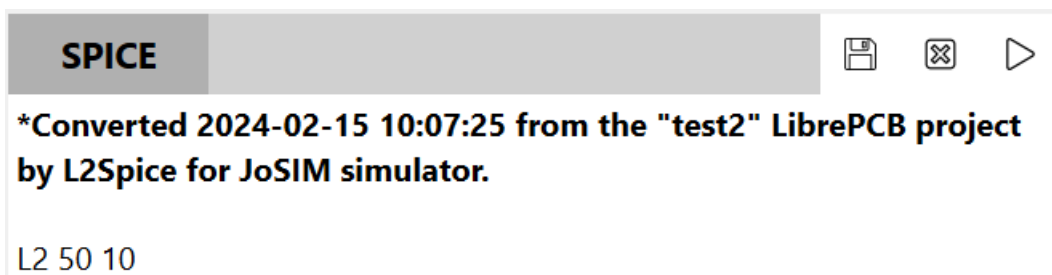 SPICE
*Converted 2024-02-15 10:07:25 from the "test2" LibrePCB project
by L2Spice for JoSIM simulator.
L2 50 10